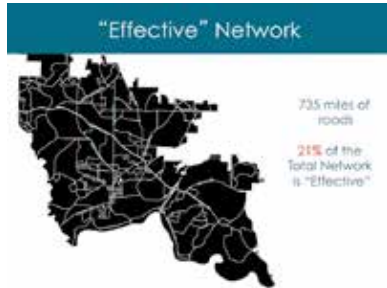 "Effective" Network
735 miles of
roads
21% of the
Total Network
is "Effective"